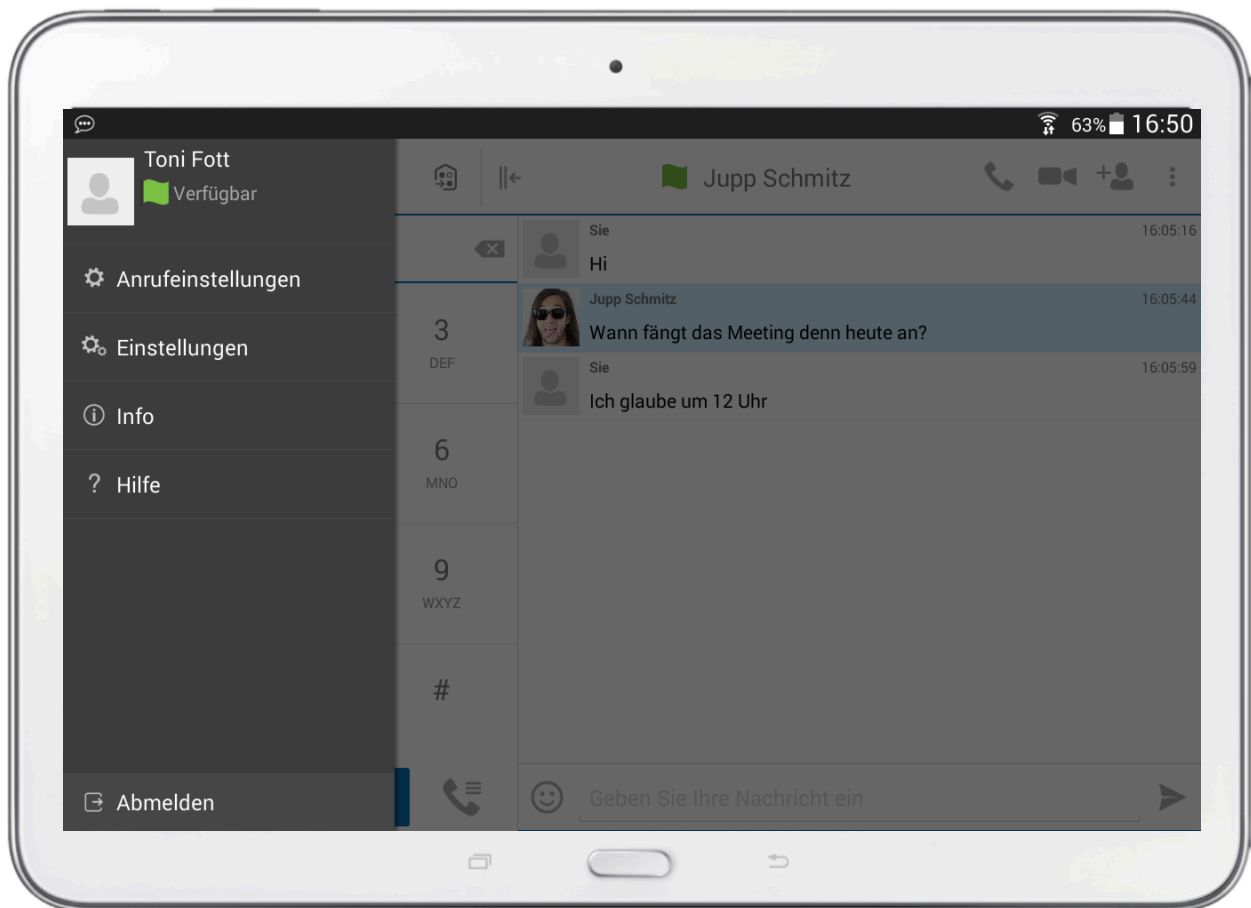 63% 16:50
Toni Fott
Verfügbar
Anrufeinstellungen
Einstellungen
Info
Hilfe
Abmelden
3
DEF
6
MNO
9
WXYZ
#
Jupp Schmitz
Sie 16:05:16
Hi
Jupp Schmitz 16:05:44
Wann fängt das Meeting denn heute an?
Sie 16:05:59
Ich glaube um 12 Uhr
Geben Sie Ihre Nachricht ein